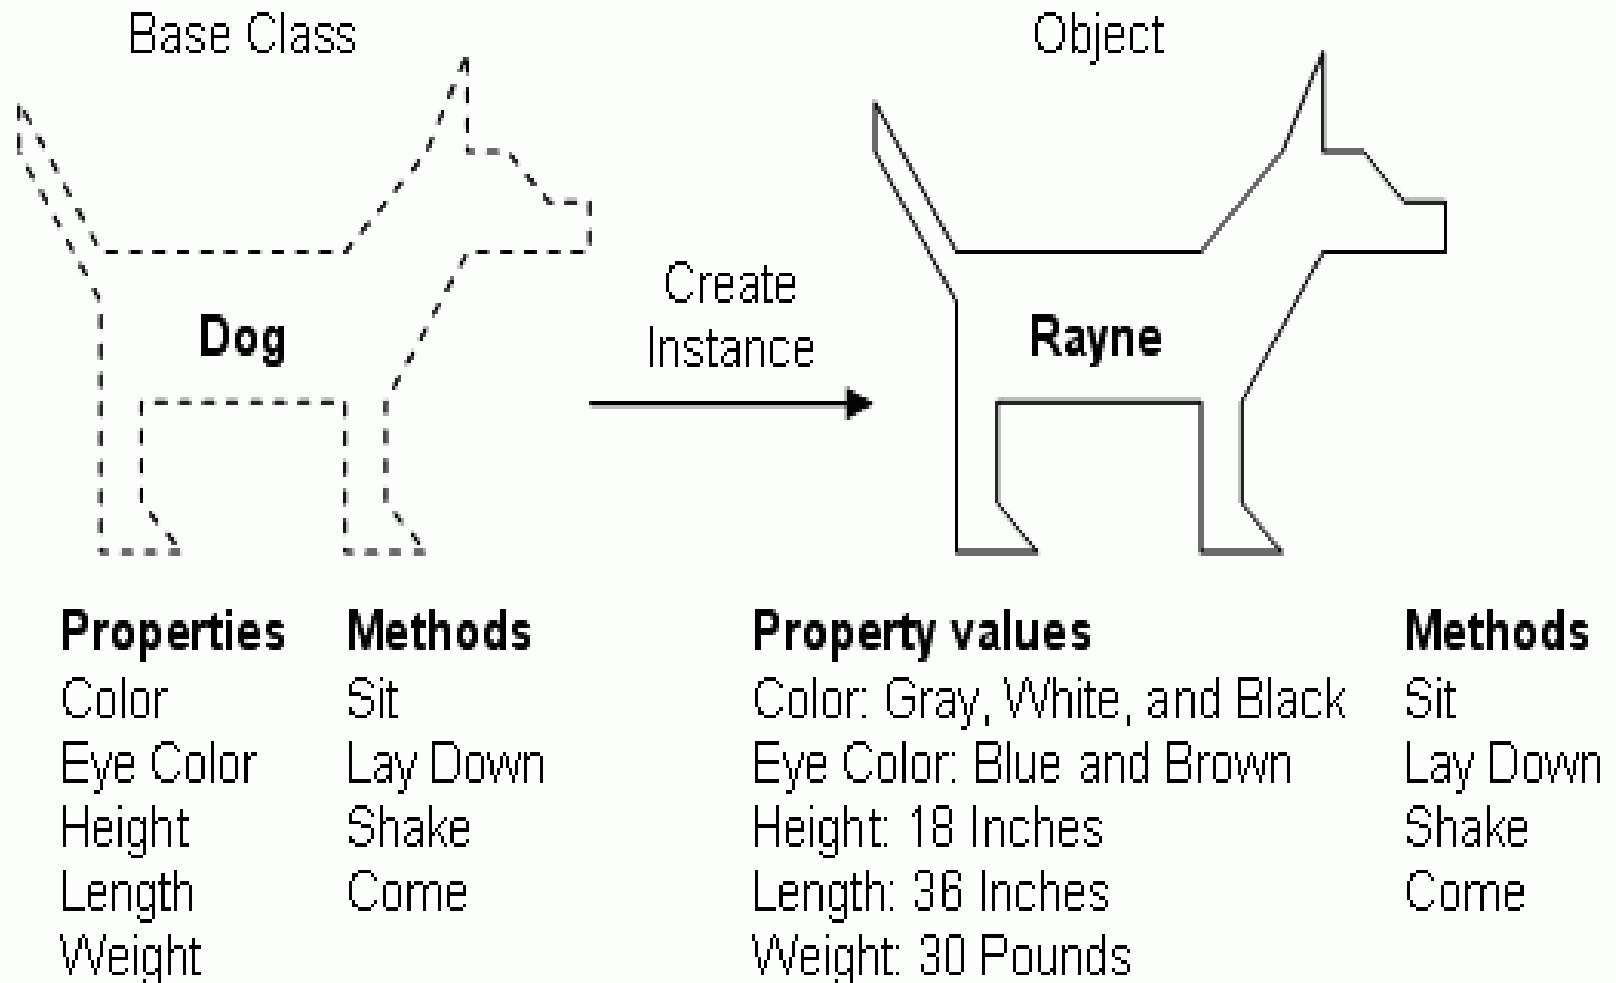 Base Class
Object
Create
Instance
Dog
Rayne
Properties
Color
Eye Color
Height
Length
Weight
Methods
Sit
Lay Down
Shake
Come
Property values
Color: Gray, White, and Black
Eye Color: Blue and Brown
Height: 18 Inches
Length: 36 Inches
Weight: 30 Pounds
Methods
Sit
Lay Down
Shake
Come